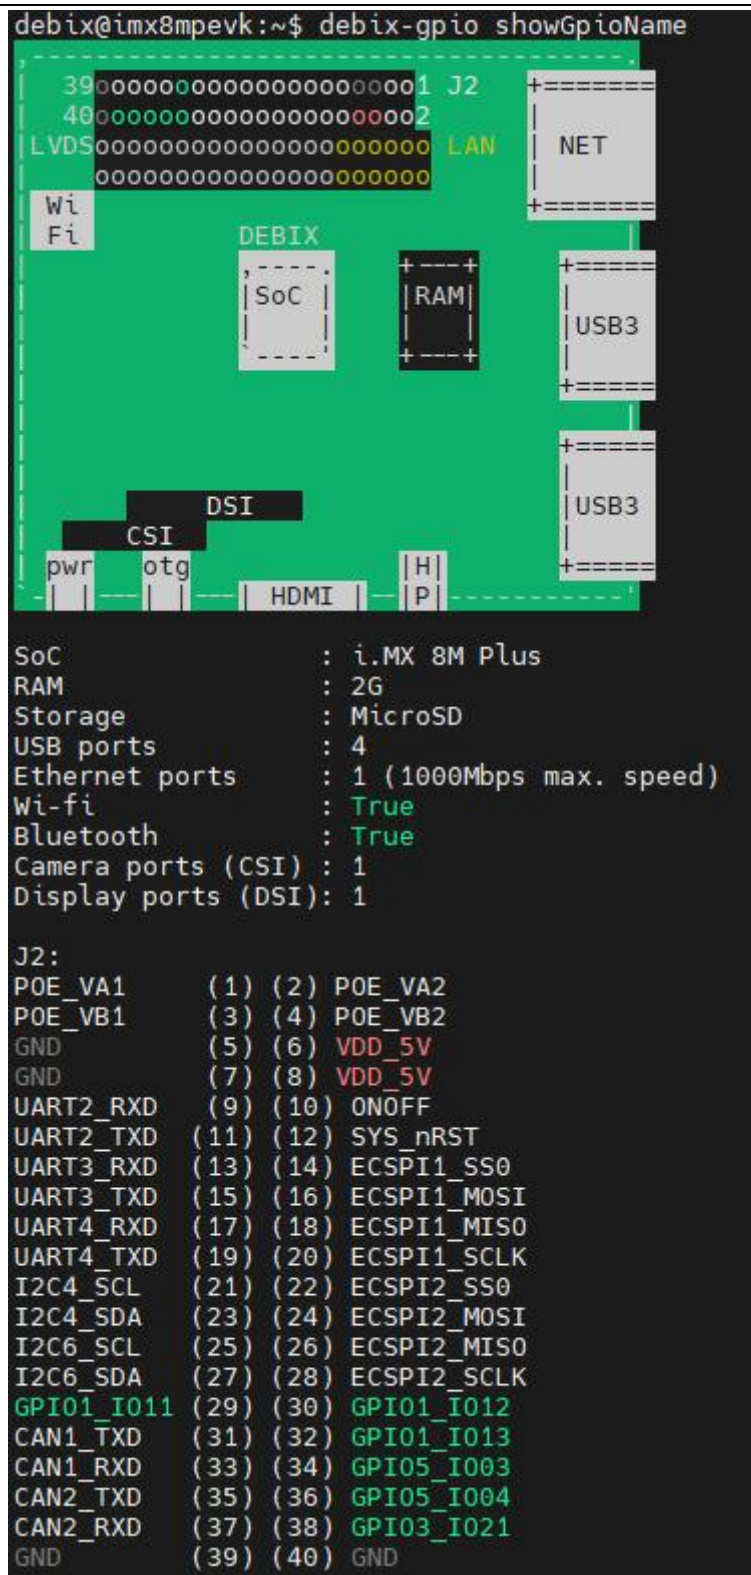 debix@imx8mpevk:~$ debix-gpio showGpioName
39oooooooooooooooooooo1 J2
40oooooooooooooooooooo2
LVDSooooooooooooooooooooo LAN
NET
ooooooooooooooooooooo
Wi
Fi
DEBIX
SoC
RAM
USB3
USB3
DSI
CSI
pwr otg |H|
HDMI |P|
SoC : i.MX 8M Plus
RAM : 2G
Storage : MicroSD
USB ports : 4
Ethernet ports : 1 (1000Mbps max. speed)
Wi-fi : True
Bluetooth : True
Camera ports (CSI) : 1
Display ports (DSI): 1
J2:
POE_VA1 (1) (2) POE_VA2
POE_VB1 (3) (4) POE_VB2
GND (5) (6) VDD_5V
GND (7) (8) VDD_5V
UART2_RXD (9) (10) ONOFF
UART2_TXD (11) (12) SYS_nRST
UART3_RXD (13) (14) ECSPI1_SS0
UART3_TXD (15) (16) ECSPI1_MOSI
UART4_RXD (17) (18) ECSPI1_MISO
UART4_TXD (19) (20) ECSPI1_SCLK
I2C4_SCL (21) (22) ECSPI2_SS0
I2C4_SDA (23) (24) ECSPI2_MOSI
I2C6_SCL (25) (26) ECSPI2_MISO
I2C6_SDA (27) (28) ECSPI2_SCLK
GPIO1_IO11 (29) (30) GPIO1_IO12
CAN1_TXD (31) (32) GPIO1_IO13
CAN1_RXD (33) (34) GPIO5_IO03
CAN2_TXD (35) (36) GPIO5_IO04
CAN2_RXD (37) (38) GPIO3_IO21
GND (39) (40) GND